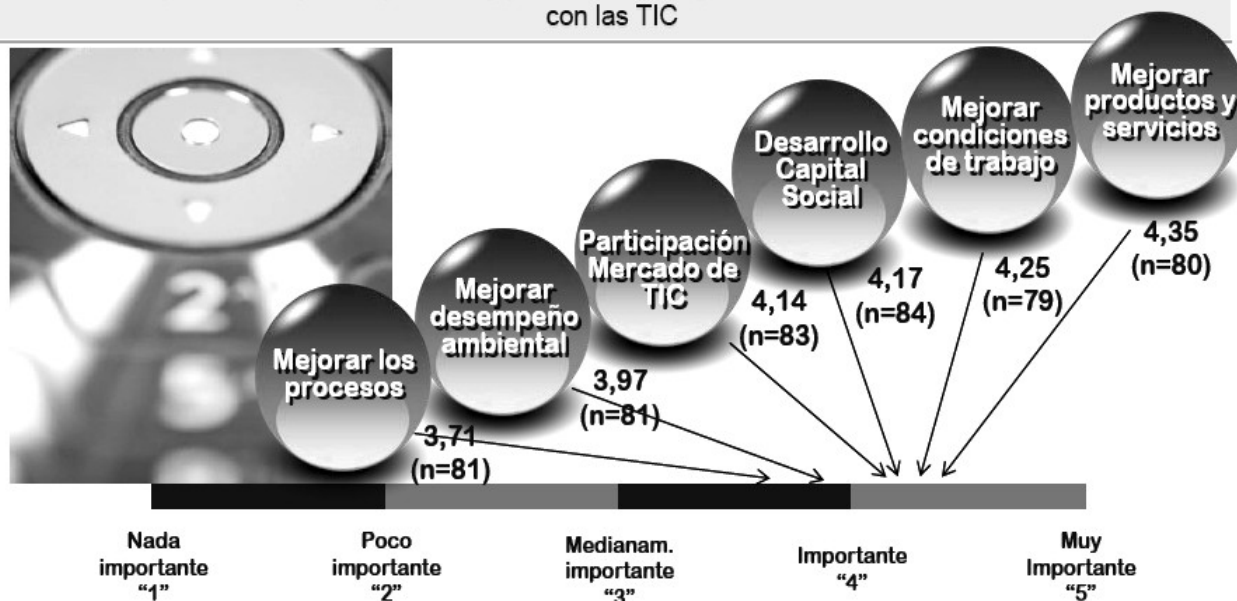 con las TIC
Mejorar
productos y
servicios
Mejorar
condiciones
de trabajo
Desarrollo
Capital
Social
Participación
Mercado de
TIC
Mejorar
desempeño
ambiental
Mejorar los
procesos
4,35
(n=80)
4,25
(n=79)
4,17
(n=84)
4,14
(n=83)
3,97
(n=81)
3,71
(n=81)
2
Nada
importante
“1”
Poco
importante
“2”
Medianam.
importante
“3”
Importante
“4”
Muy
Importante
“5”